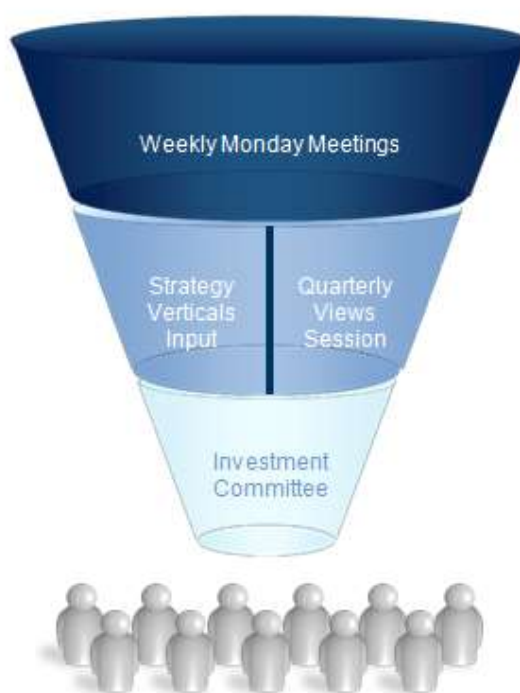 Weekly Monday Meetings
Strategy
Verticals
Input
Quarterly
Views
Session
Investment
Committee